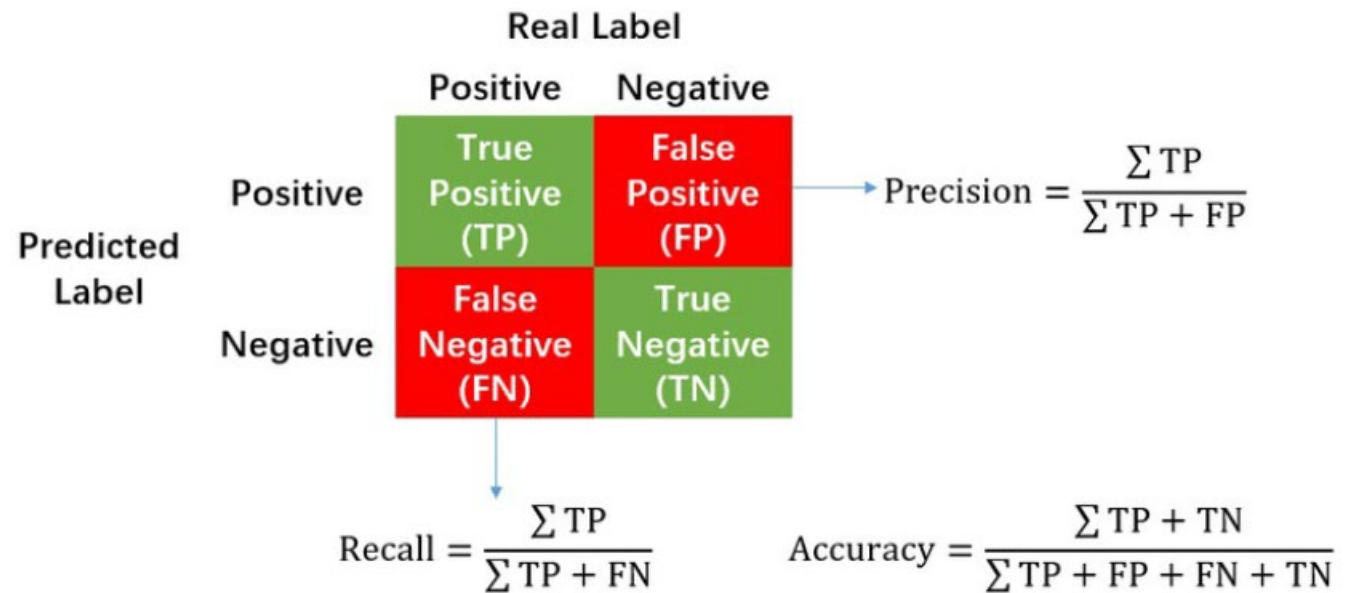 Real Label
Positive Negative
True
Positive
(TP)
False
Positive
(FP)
Positive
Precision = ∑ TP / ∑ TP + FP
Predicted
Label
False
Negative
(FN)
True
Negative
(TN)
Negative
Recall = ∑ TP / ∑ TP + FN
Accuracy = ∑ TP + TN / ∑ TP + FP + FN + TN